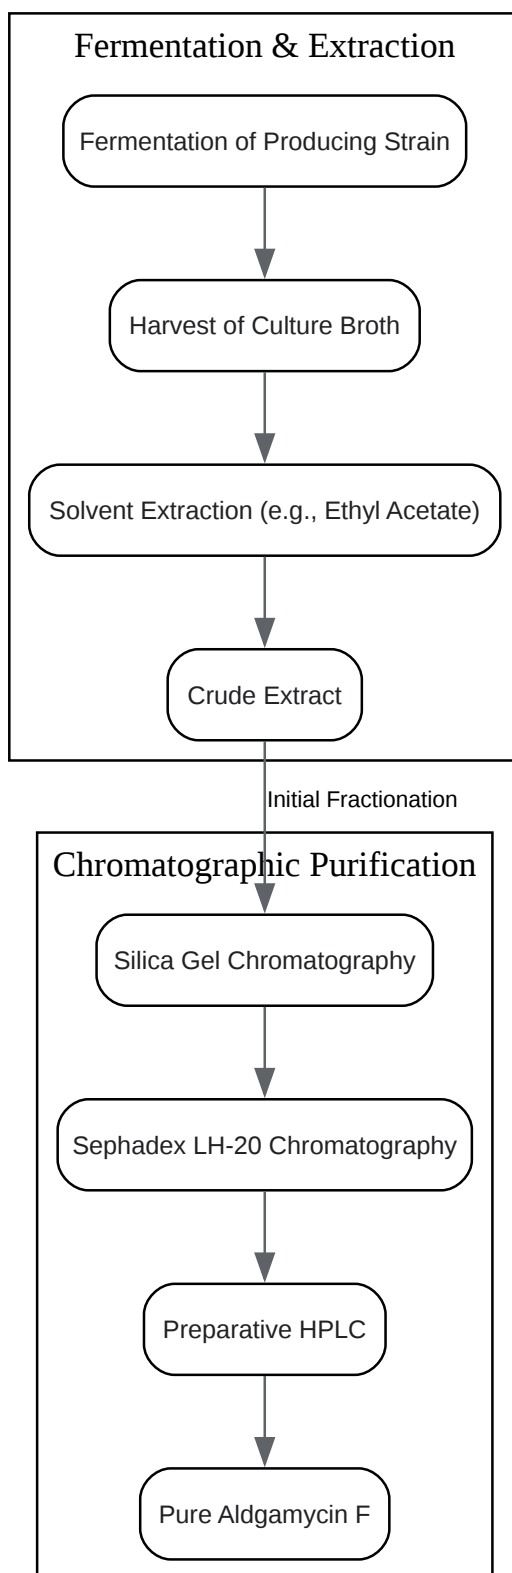 Fermentation & Extraction
Fermentation of Producing Strain
Harvest of Culture Broth
Solvent Extraction (e.g., Ethyl Acetate)
Crude Extract
Initial Fractionation
Chromatographic Purification
Silica Gel Chromatography
Sephadex LH-20 Chromatography
Preparative HPLC
Pure Aldgamycin F